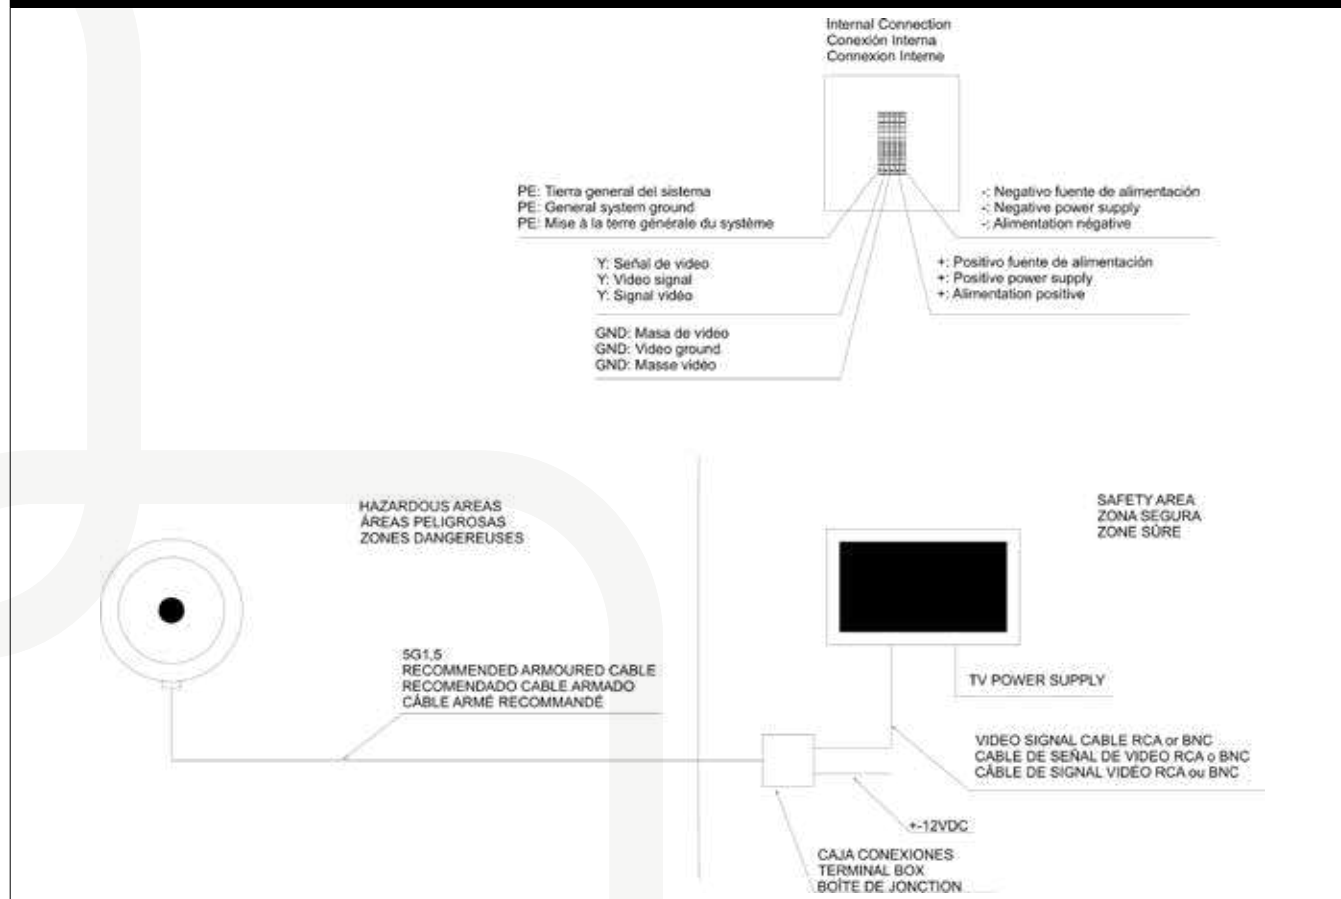 Internal Connection
Conexión Interna
Connexion Interne
PE: Tierra general del sistema
PE: General system ground
PE: Mise à la terre générale du système
-: Negativo fuente de alimentación
-: Negative power supply
-: Alimentation négative
Y: Señal de video
Y: Video signal
Y: Signal vidéo
+: Positivo fuente de alimentación
+: Positive power supply
+: Alimentation positive
GND: Masa de video
GND: Video ground
GND: Masse vidéo
HAZARDOUS AREAS
ÁREAS PELIGROSAS
ZONES DANGEREUSES
SAFETY AREA
ZONA SEGURA
ZONE SÛRE
5G1,5
RECOMMENDED ARMOURED CABLE
RECOMENDADO CABLE ARMADO
CÂBLE ARMÉ RECOMMANDÉ
TV POWER SUPPLY
VIDEO SIGNAL CABLE RCA or BNC
CABLE DE SEÑAL DE VIDEO RCA o BNC
CÂBLE DE SIGNAL VIDÉO RCA ou BNC
+-12VDC
CAJA CONEXIONES
TERMINAL BOX
BOÎTE DE JONCTION